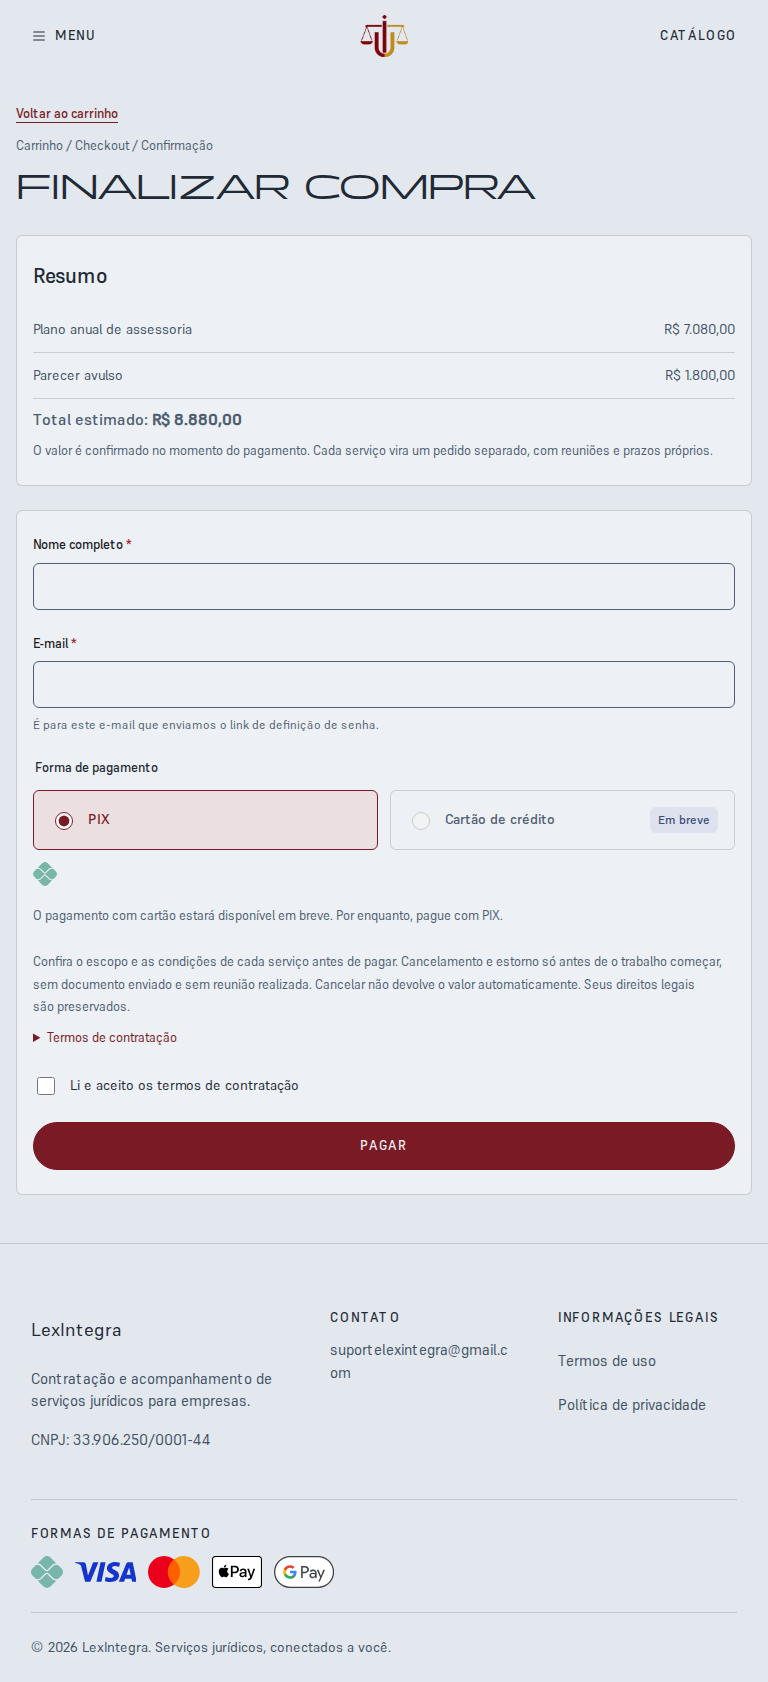 MENU
CATÁLOGO
Voltar ao carrinho
Carrinho / Checkout / Confirmação
FINALIZAR COMPRA
Resumo
Plano anual de assessoria R$ 7.080,00
Parecer avulso R$ 1.800,00
Total estimado: R$ 8.880,00
O valor é confirmado no momento do pagamento. Cada serviço vira um pedido separado, com reuniões e prazos próprios.
Nome completo *
E-mail *
É para este e-mail que enviamos o link de definição de senha.
Forma de pagamento
PIX
Cartão de crédito
Em breve
O pagamento com cartão estará disponível em breve. Por enquanto, pague com PIX.
Confira o escopo e as condições de cada serviço antes de pagar. Cancelamento e estorno só antes de o trabalho começar,
sem documento enviado e sem reunião realizada. Cancelar não devolve o valor automaticamente. Seus direitos legais
são preservados.
Termos de contratação
Li e aceito os termos de contratação
PAGAR
LexIntegra
Contratação e acompanhamento de
serviços jurídicos para empresas.
CNPJ: 33.906.250/0001-44
CONTATO
suportelexintegra@gmail.c
om
INFORMAÇÕES LEGAIS
Termos de uso
Política de privacidade
FORMAS DE PAGAMENTO
VISA
Pay
G Pay
© 2026 LexIntegra. Serviços jurídicos, conectados a você.